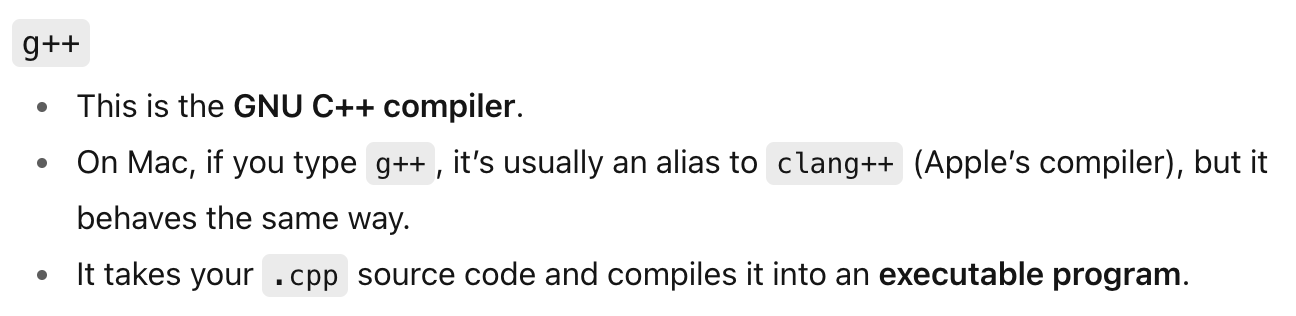 g++
This is the GNU C++ compiler.
On Mac, if you type g++, it’s usually an alias to clang++ (Apple’s compiler), but it
behaves the same way.
It takes your .cpp source code and compiles it into an executable program.